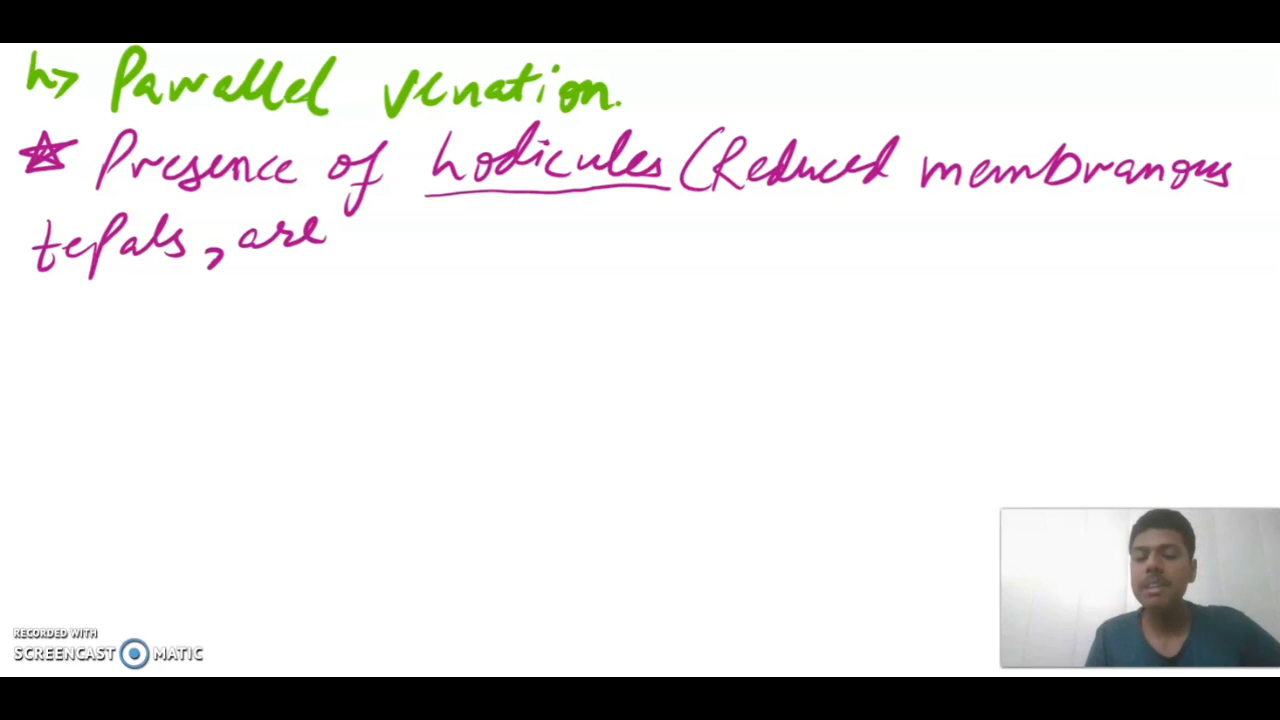 h> Parallel venation.
☆ Presence of lodicules (Reduced membranous
tepals, are
RECORDED WITH
SCREENCAST MATIC